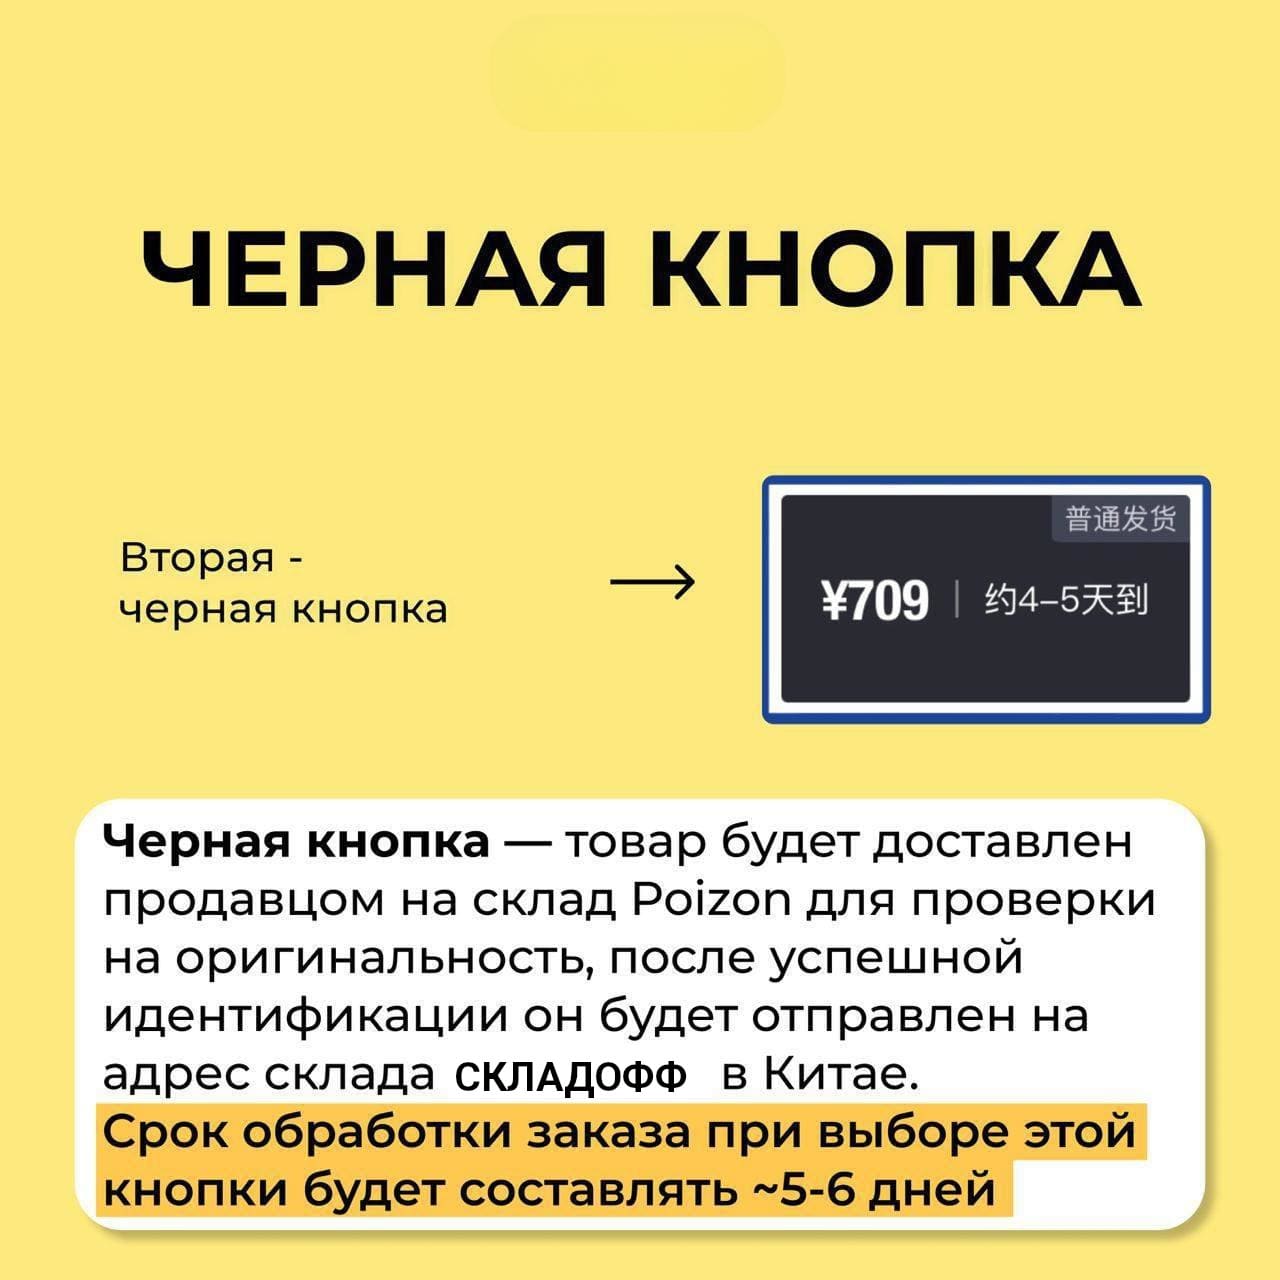 ЧЕРНАЯ КНОПКА
Вторая -
черная кнопка
普通发货
¥709 | 约4-5天到
Черная кнопка — товар будет доставлен
продавцом на склад Poizon для проверки
на оригинальность, после успешной
идентификации он будет отправлен на
адрес склада СКЛАДОФФ в Китае.
Срок обработки заказа при выборе этой
кнопки будет составлять ~5-6 дней